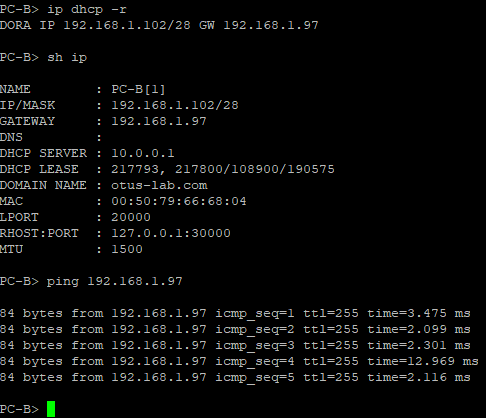 PC-B> ip dhcp -r
DORA IP 192.168.1.102/28 GW 192.168.1.97
PC-B> sh ip
NAME        : PC-B[1]
IP/MASK     : 192.168.1.102/28
GATEWAY     : 192.168.1.97
DNS         :
DHCP SERVER : 10.0.0.1
DHCP LEASE  : 217793, 217800/108900/190575
DOMAIN NAME : otus-lab.com
MAC         : 00:50:79:66:68:04
LPORT       : 20000
RHOST:PORT  : 127.0.0.1:30000
MTU         : 1500
PC-B> ping 192.168.1.97
84 bytes from 192.168.1.97 icmp_seq=1 ttl=255 time=3.475 ms
84 bytes from 192.168.1.97 icmp_seq=2 ttl=255 time=2.099 ms
84 bytes from 192.168.1.97 icmp_seq=3 ttl=255 time=2.301 ms
84 bytes from 192.168.1.97 icmp_seq=4 ttl=255 time=12.969 ms
84 bytes from 192.168.1.97 icmp_seq=5 ttl=255 time=2.116 ms
PC-B>